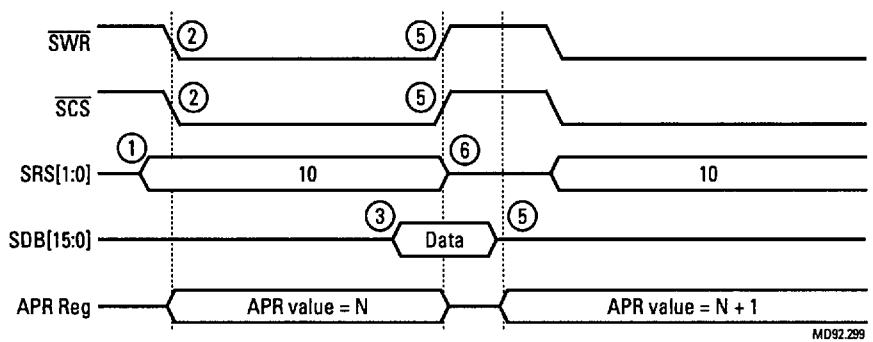 SWR ② ⑤
SCS ② ⑤
① ⑥
SRS[1:0] 10 10
③ ⑤
SDB[15:0] Data
APR Reg APR value = N APR value = N + 1
MD92.299